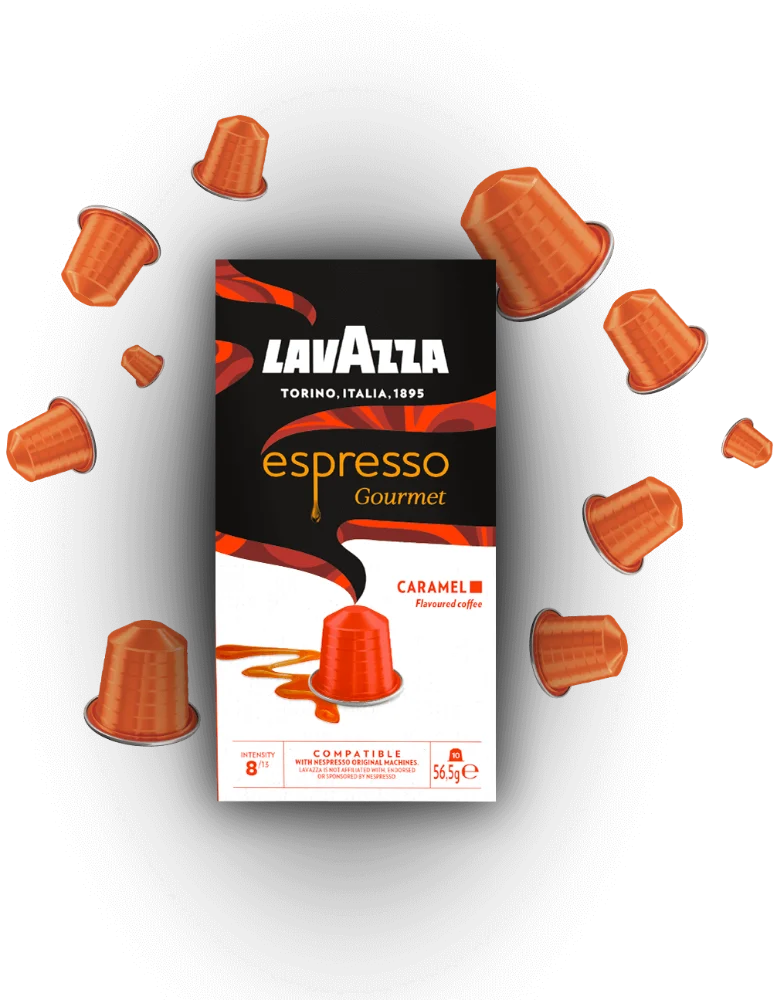 LAVAZZA
TORINO, ITALIA, 1895
espresso
Gourmet
CARAMEL
Flavoured coffee
INTENSITY
8/13
COMPATIBLE
WITH NESPRESSO ORIGINAL MACHINES.
LAVAZZA IS NOT AFFILIATED WITH, ENDORSED
OR SPONSORED BY NESPRESSO
10
56,5g ℮